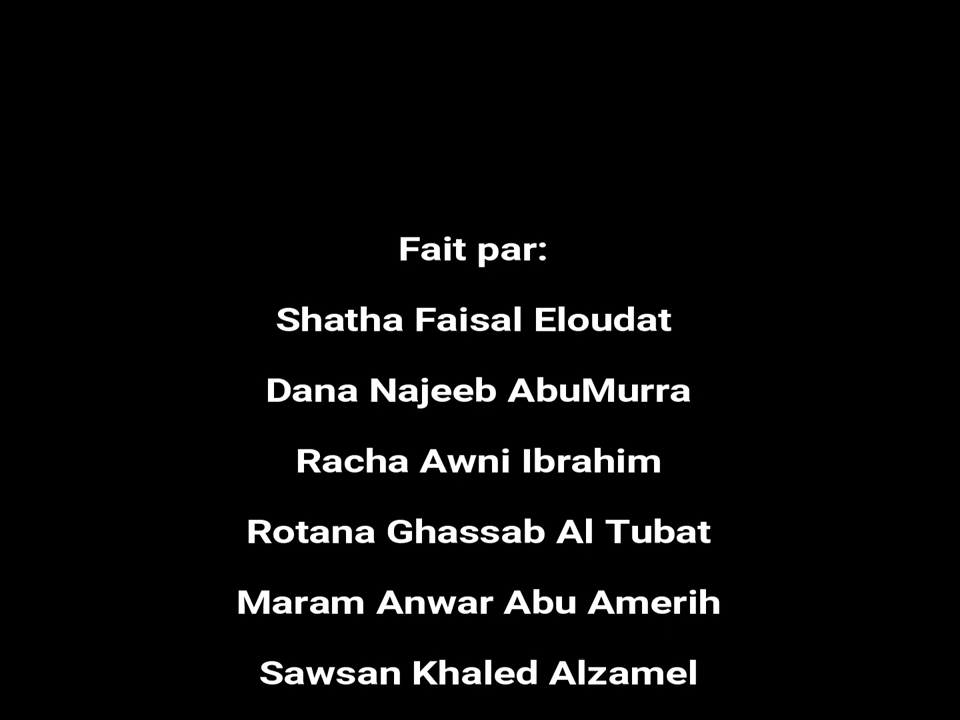 Fait par:
Shatha Faisal Eloudat
Dana Najeeb AbuMurra
Racha Awni Ibrahim
Rotana Ghassab Al Tubat
Maram Anwar Abu Amerih
Sawsan Khaled Alzamel